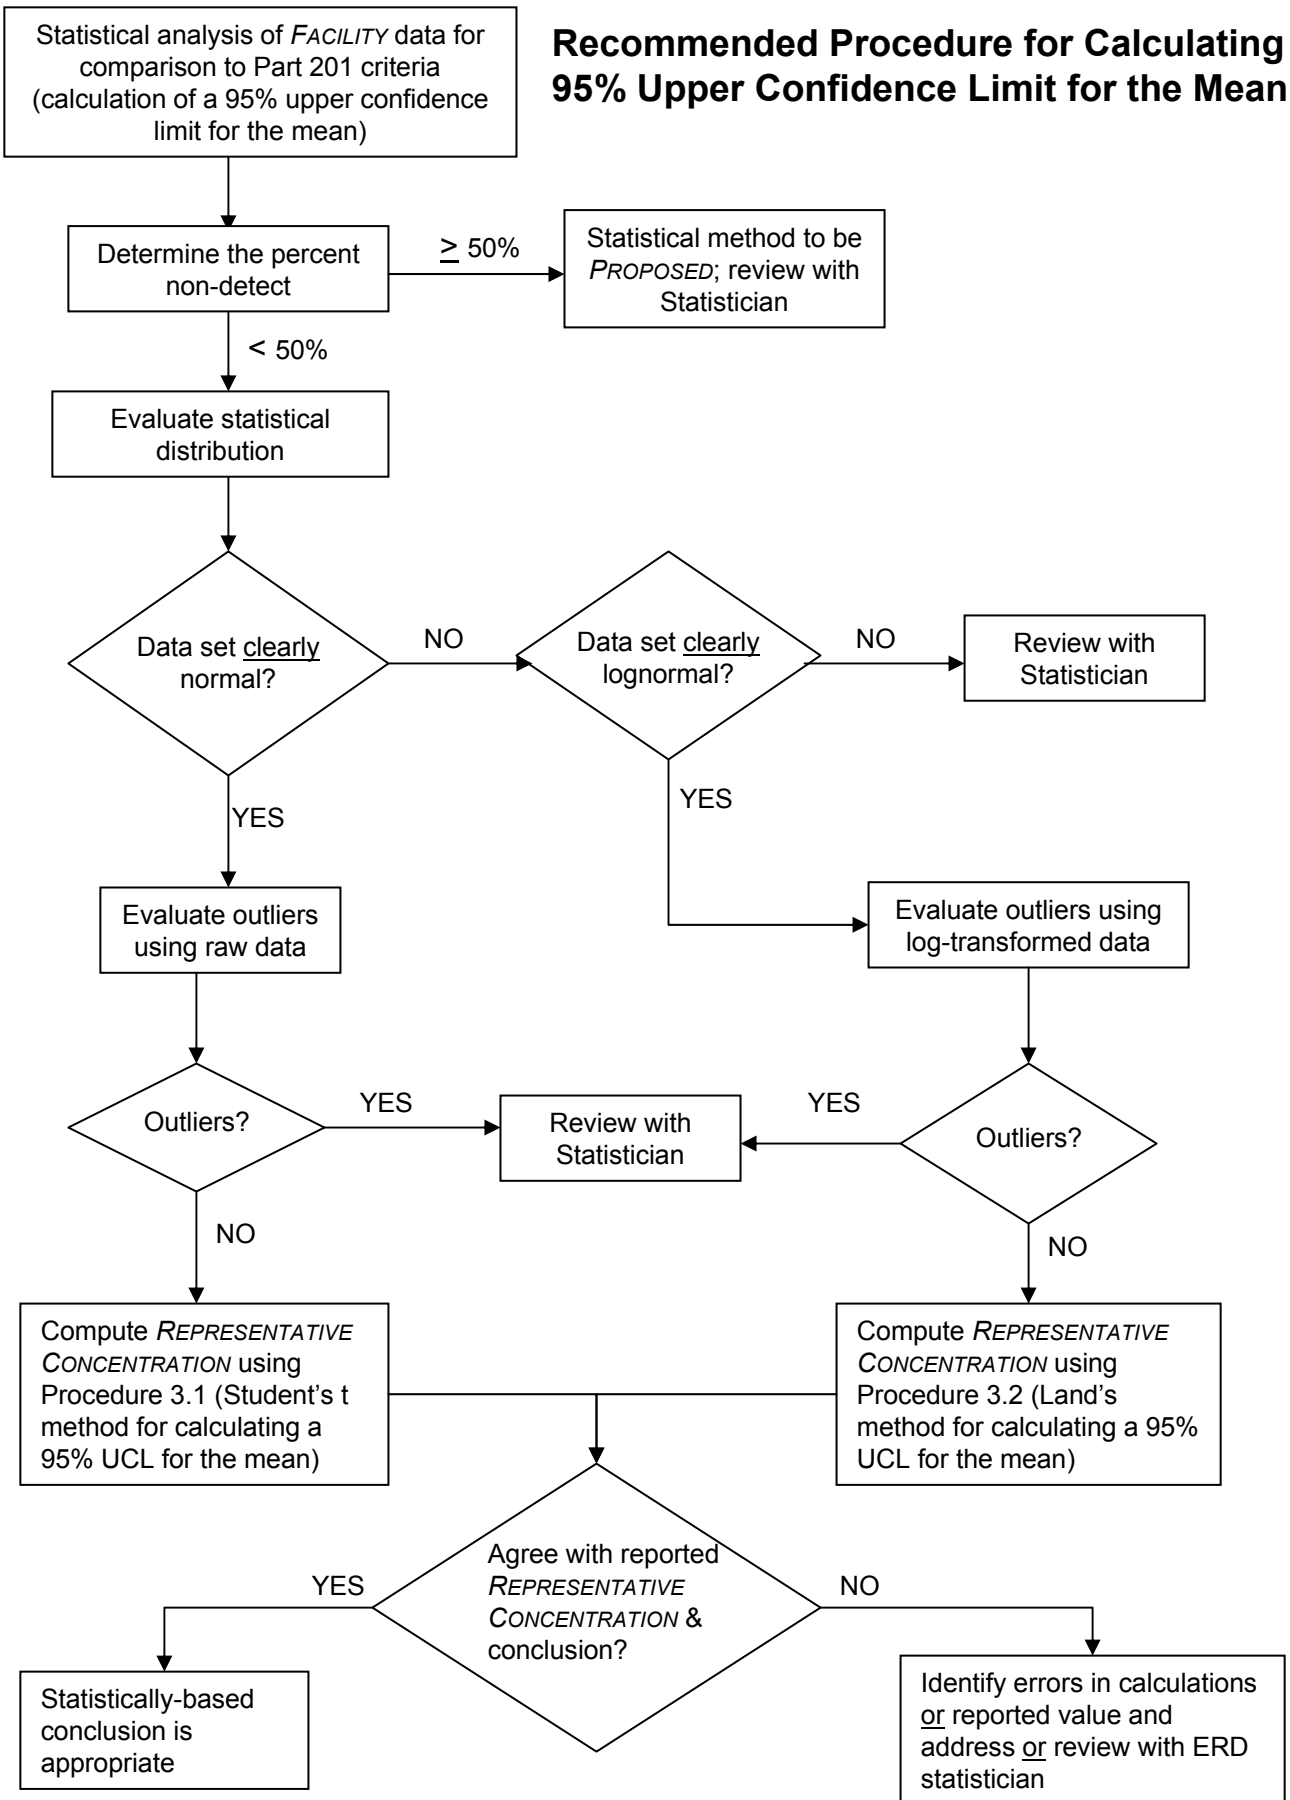 Statistical analysis of FACILITY data for
comparison to Part 201 criteria
(calculation of a 95% upper confidence
limit for the mean)
Recommended Procedure for Calculating
95% Upper Confidence Limit for the Mean
Determine the percent
non-detect
≥ 50%
Statistical method to be
PROPOSED; review with
Statistician
< 50%
Evaluate statistical
distribution
Data set clearly
normal?
NO
Data set clearly
lognormal?
NO
Review with
Statistician
YES
YES
Evaluate outliers
using raw data
Evaluate outliers using
log-transformed data
Outliers?
YES
Review with
Statistician
YES
Outliers?
NO
NO
Compute REPRESENTATIVE
CONCENTRATION using
Procedure 3.1 (Student's t
method for calculating a
95% UCL for the mean)
Compute REPRESENTATIVE
CONCENTRATION using
Procedure 3.2 (Land's
method for calculating a 95%
UCL for the mean)
Agree with reported
REPRESENTATIVE
CONCENTRATION &
conclusion?
YES
NO
Statistically-based
conclusion is
appropriate
Identify errors in calculations
or reported value and
address or review with ERD
statistician